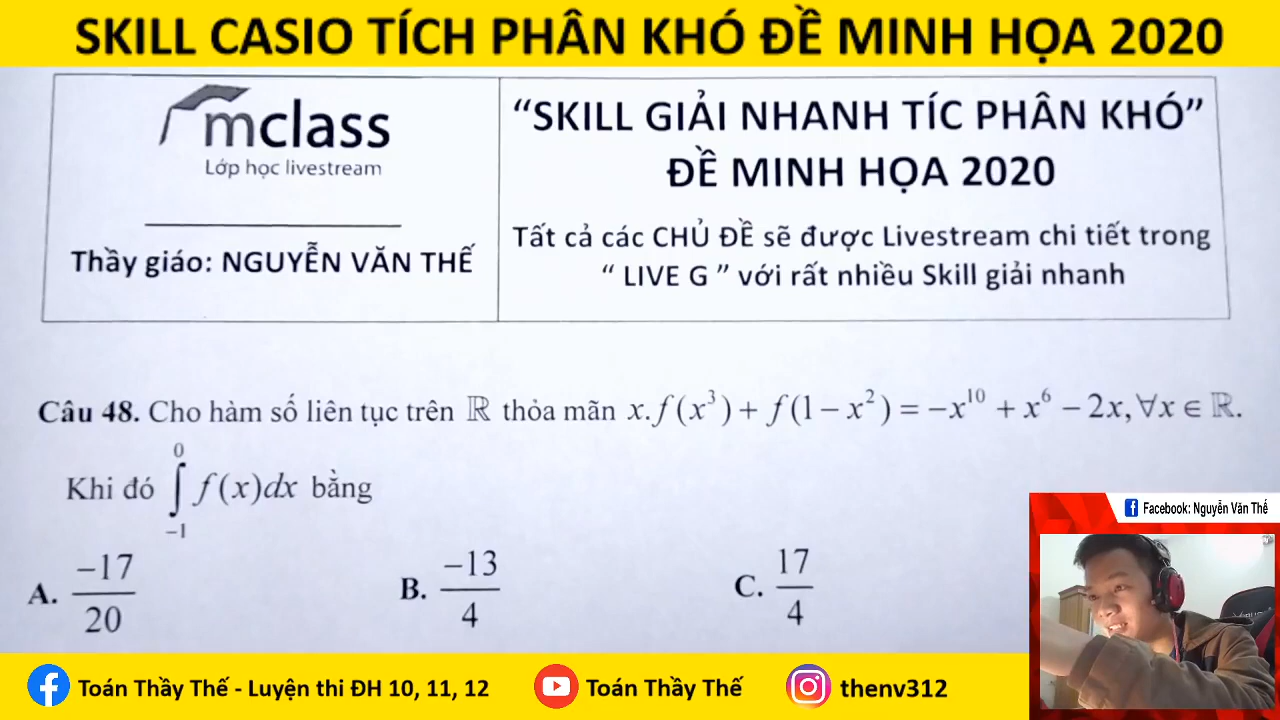 SKILL CASIO TÍCH PHÂN KHÓ ĐỀ MINH HỌA 2020
mclass
Lớp học livestream
Thầy giáo: NGUYỄN VĂN THẾ
“SKILL GIẢI NHANH TÍC PHÂN KHÓ”
ĐỀ MINH HỌA 2020
Tất cả các CHỦ ĐỀ sẽ được Livestream chi tiết trong
“ LIVE G ” với rất nhiều Skill giải nhanh
Câu 48. Cho hàm số liên tục trên ℝ thỏa mãn x.f(x³) + f(1 − x²) = −x¹⁰ + x⁶ − 2x, ∀x ∈ ℝ.
Khi đó ∫₋₁⁰ f(x)dx bằng
A. −17/20 B. −13/4 C. 17/4
Facebook: Nguyễn Văn Thế
Toán Thầy Thế - Luyện thi ĐH 10, 11, 12
Toán Thầy Thế
thenv312